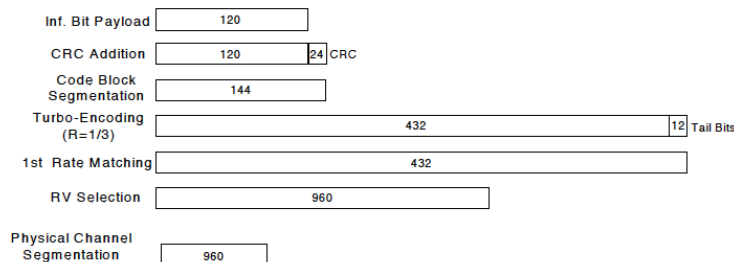 Inf. Bit Payload 120
CRC Addition 120 24 CRC
Code Block
Segmentation 144
Turbo-Encoding
(R=1/3) 432 12 Tail Bits
1st Rate Matching 432
RV Selection 960
Physical Channel
Segmentation 960